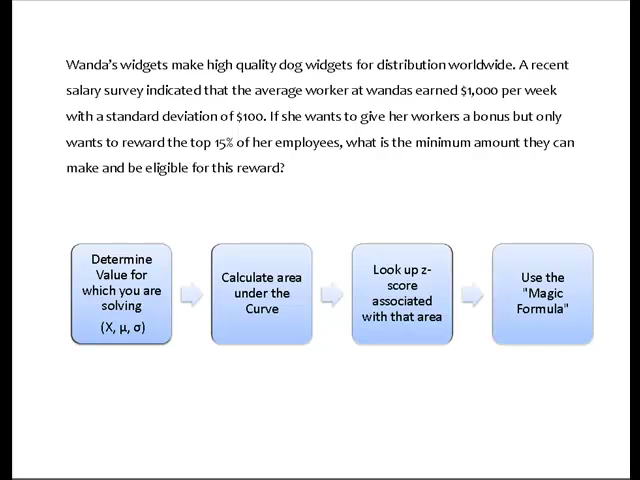 Wanda's widgets make high quality dog widgets for distribution worldwide. A recent
salary survey indicated that the average worker at wandas earned $1,000 per week
with a standard deviation of $100. If she wants to give her workers a bonus but only
wants to reward the top 15% of her employees, what is the minimum amount they can
make and be eligible for this reward?
Determine
Value for
which you are
solving
(X, μ, σ)
Calculate area
under the
Curve
Look up z-
score
associated
with that area
Use the
"Magic
Formula"